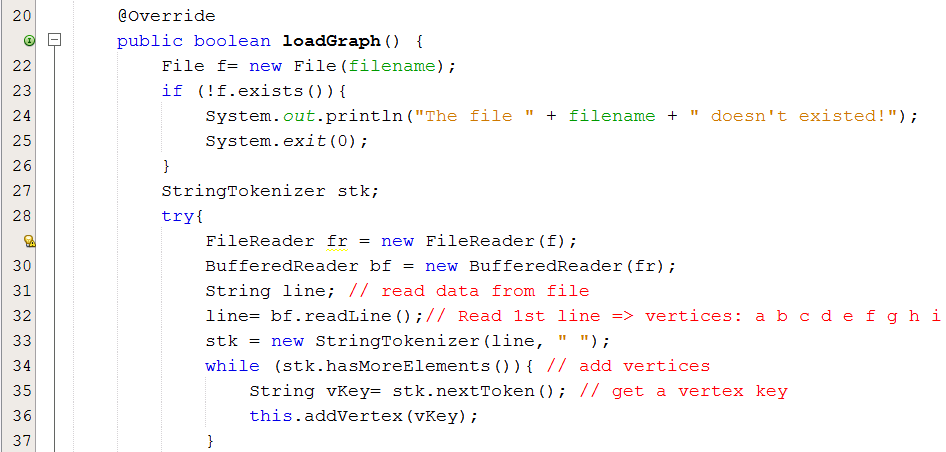 20 @Override
public boolean loadGraph() {
22 File f= new File(filename);
23 if (!f.exists()){
24 System.out.println("The file " + filename + " doesn't existed!");
25 System.exit(0);
26 }
27 StringTokenizer stk;
28 try{
FileReader fr = new FileReader(f);
30 BufferedReader bf = new BufferedReader(fr);
31 String line; // read data from file
32 line= bf.readLine();// Read 1st line => vertices: a b c d e f g h i
33 stk = new StringTokenizer(line, " ");
34 while (stk.hasMoreElements()){ // add vertices
35 String vKey= stk.nextToken(); // get a vertex key
36 this.addVertex(vKey);
37 }